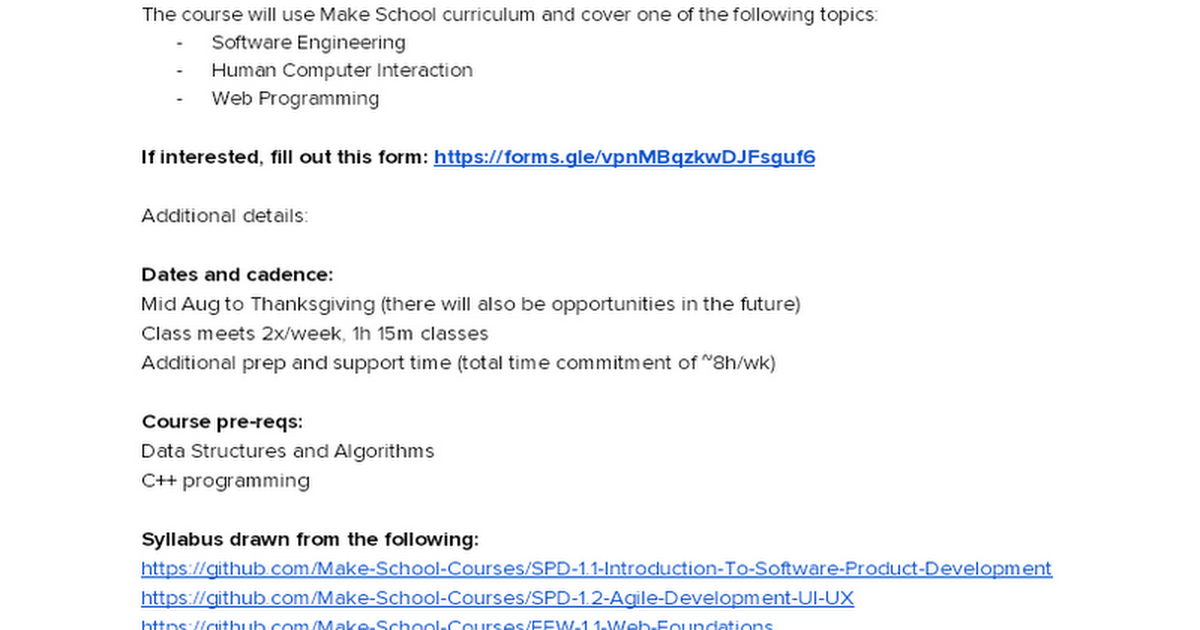 The course will use Make School curriculum and cover one of the following topics:
- Software Engineering
- Human Computer Interaction
- Web Programming
If interested, fill out this form: https://forms.gle/vpnMBqzkwDJFsguf6
Additional details:
Dates and cadence:
Mid Aug to Thanksgiving (there will also be opportunities in the future)
Class meets 2x/week, 1h 15m classes
Additional prep and support time (total time commitment of ~8h/wk)
Course pre-reqs:
Data Structures and Algorithms
C++ programming
Syllabus drawn from the following:
https://github.com/Make-School-Courses/SPD-1.1-Introduction-To-Software-Product-Development
https://github.com/Make-School-Courses/SPD-1.2-Agile-Development-UI-UX
https://github.com/Make-School-Courses/FEW-1.1-Web-Foundations